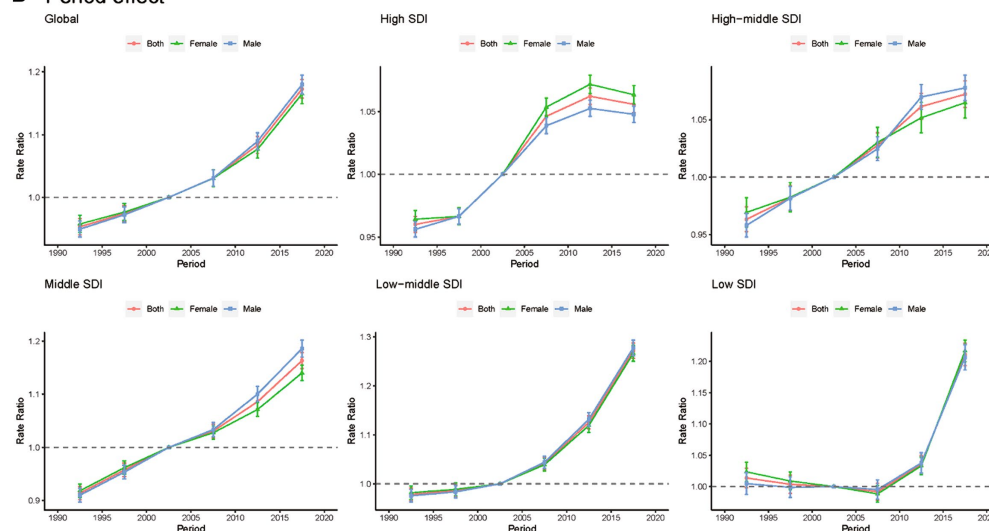 Period effect
Global
High SDI
High-middle SDI
Both Female Male
Both Female Male
Both Female Male
1.2
1.1
1.0
Rate Ratio
1990 1995 2000 2005 2010 2015 2020
Period
1.05
1.00
0.95
Rate Ratio
1990 1995 2000 2005 2010 2015 2020
Period
1.05
1.00
0.95
Rate Ratio
1990 1995 2000 2005 2010 2015
Period
Middle SDI
Low-middle SDI
Low SDI
Both Female Male
Both Female Male
Both Female Male
1.2
1.1
1.0
0.9
Rate Ratio
1990 1995 2000 2005 2010 2015 2020
Period
1.3
1.2
1.1
1.0
Rate Ratio
1990 1995 2000 2005 2010 2015 2020
Period
1.20
1.15
1.10
1.05
1.00
Rate Ratio
1990 1995 2000 2005 2010 2015
Period